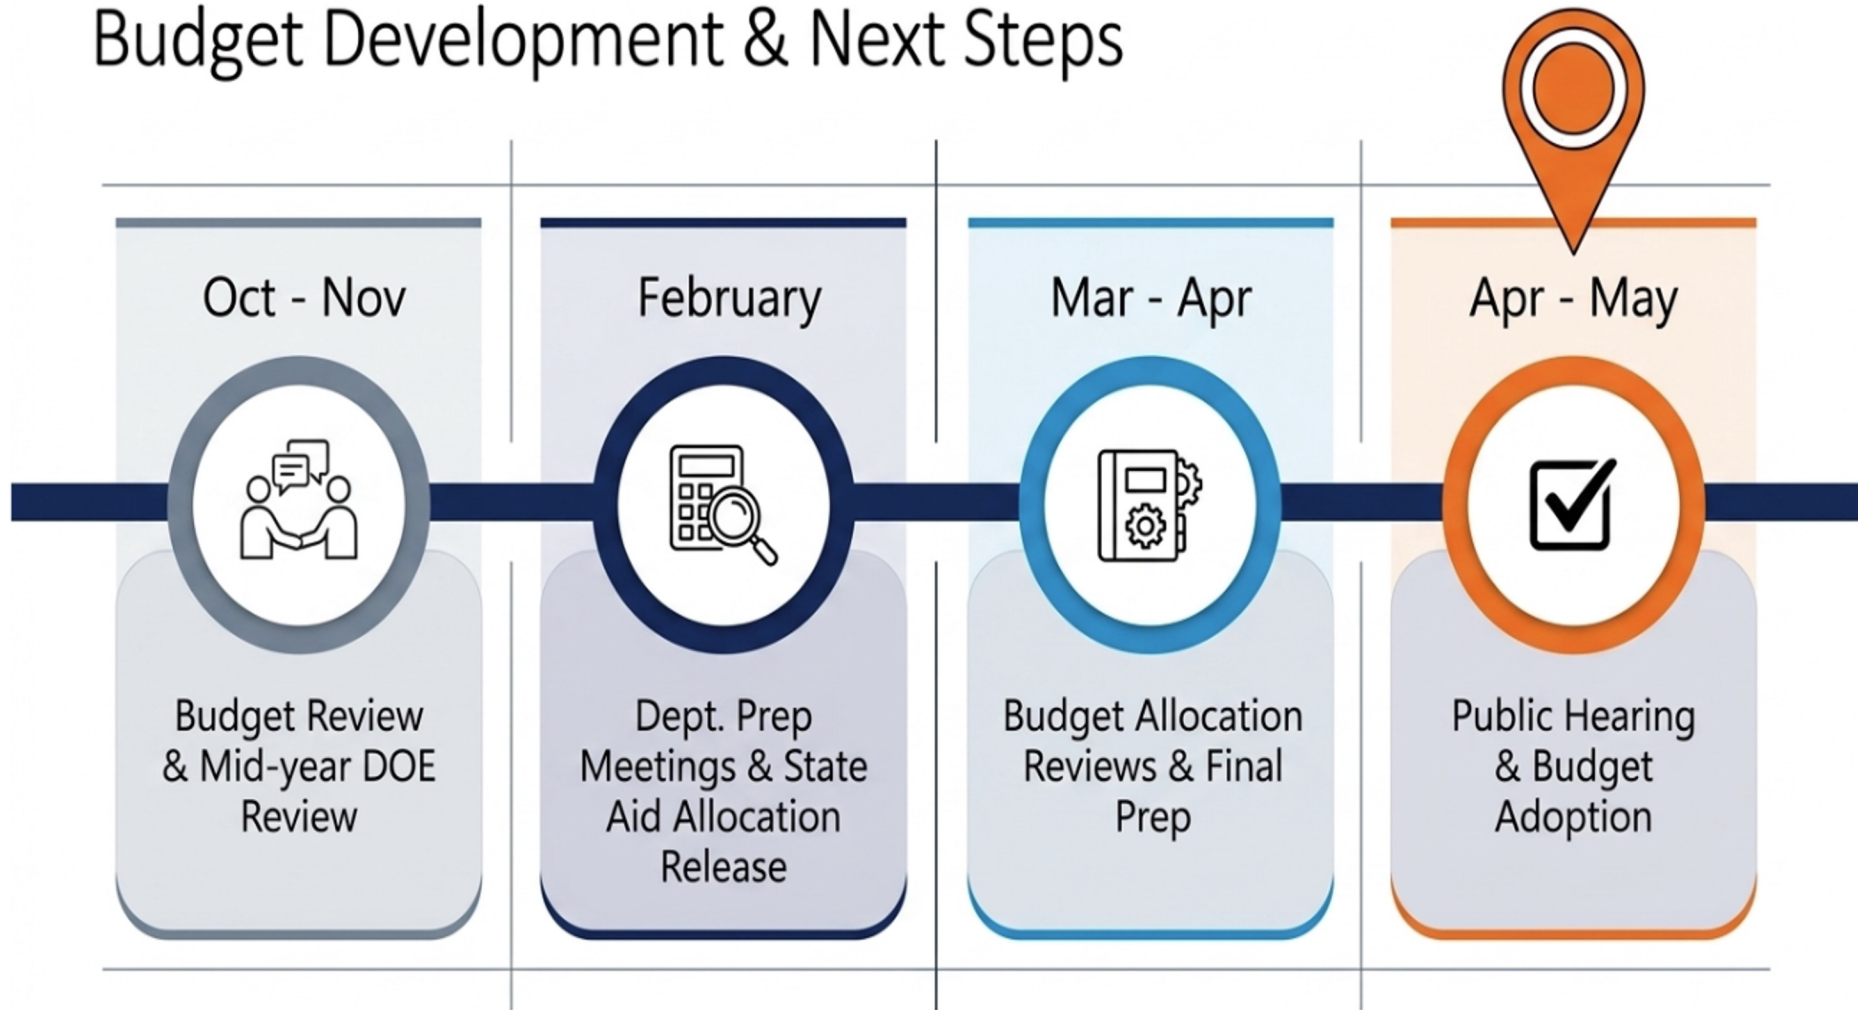 Budget Development & Next Steps
Oct - Nov
Budget Review
& Mid-year DOE
Review
February
Dept. Prep
Meetings & State
Aid Allocation
Release
Mar - Apr
Budget Allocation
Reviews & Final
Prep
Apr - May
Public Hearing
& Budget
Adoption